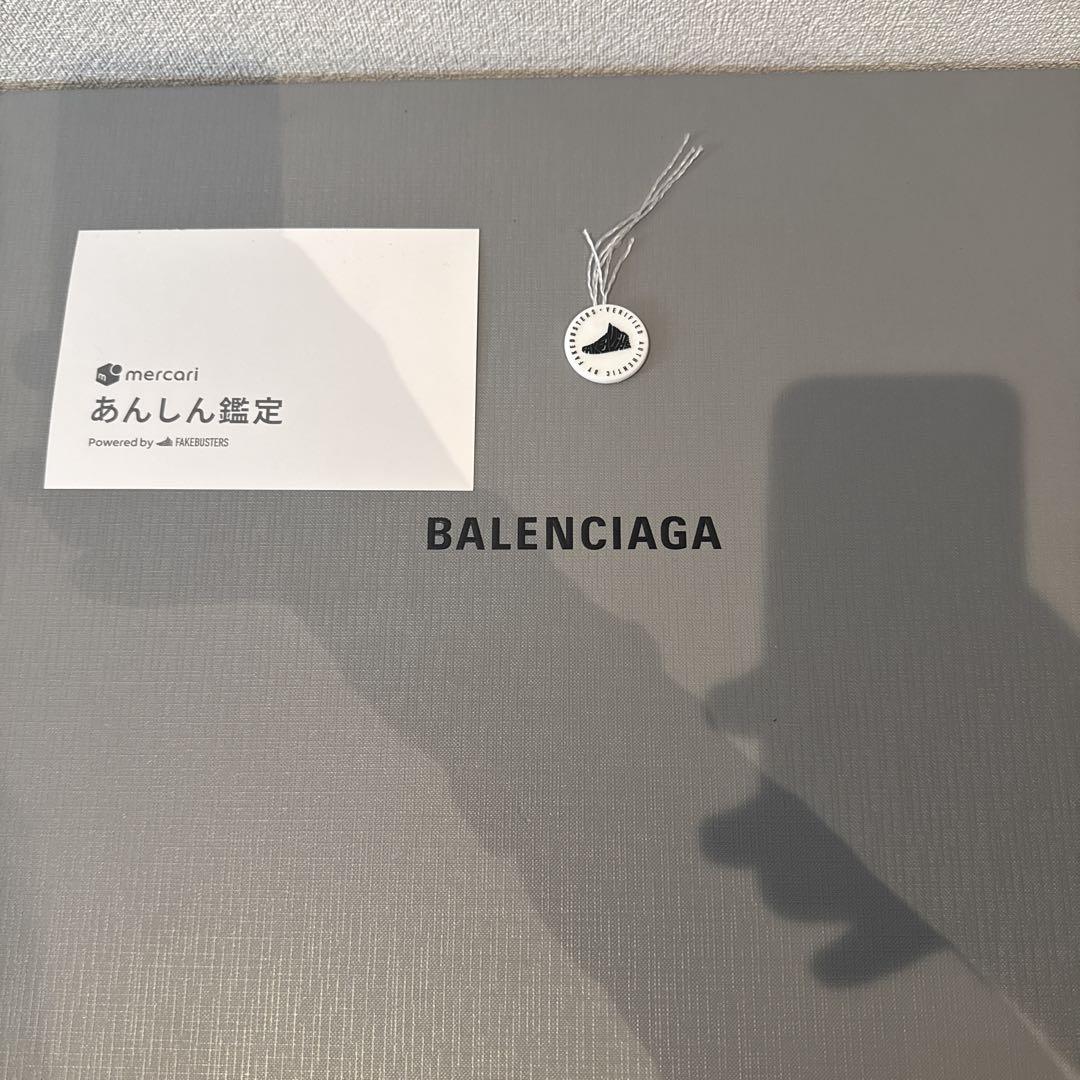 mercari
あんしん鑑定
Powered by FAKEBUSTERS
FAKEBUSTERS・VERIFIED AUTHENTIC BY
BALENCIAGA